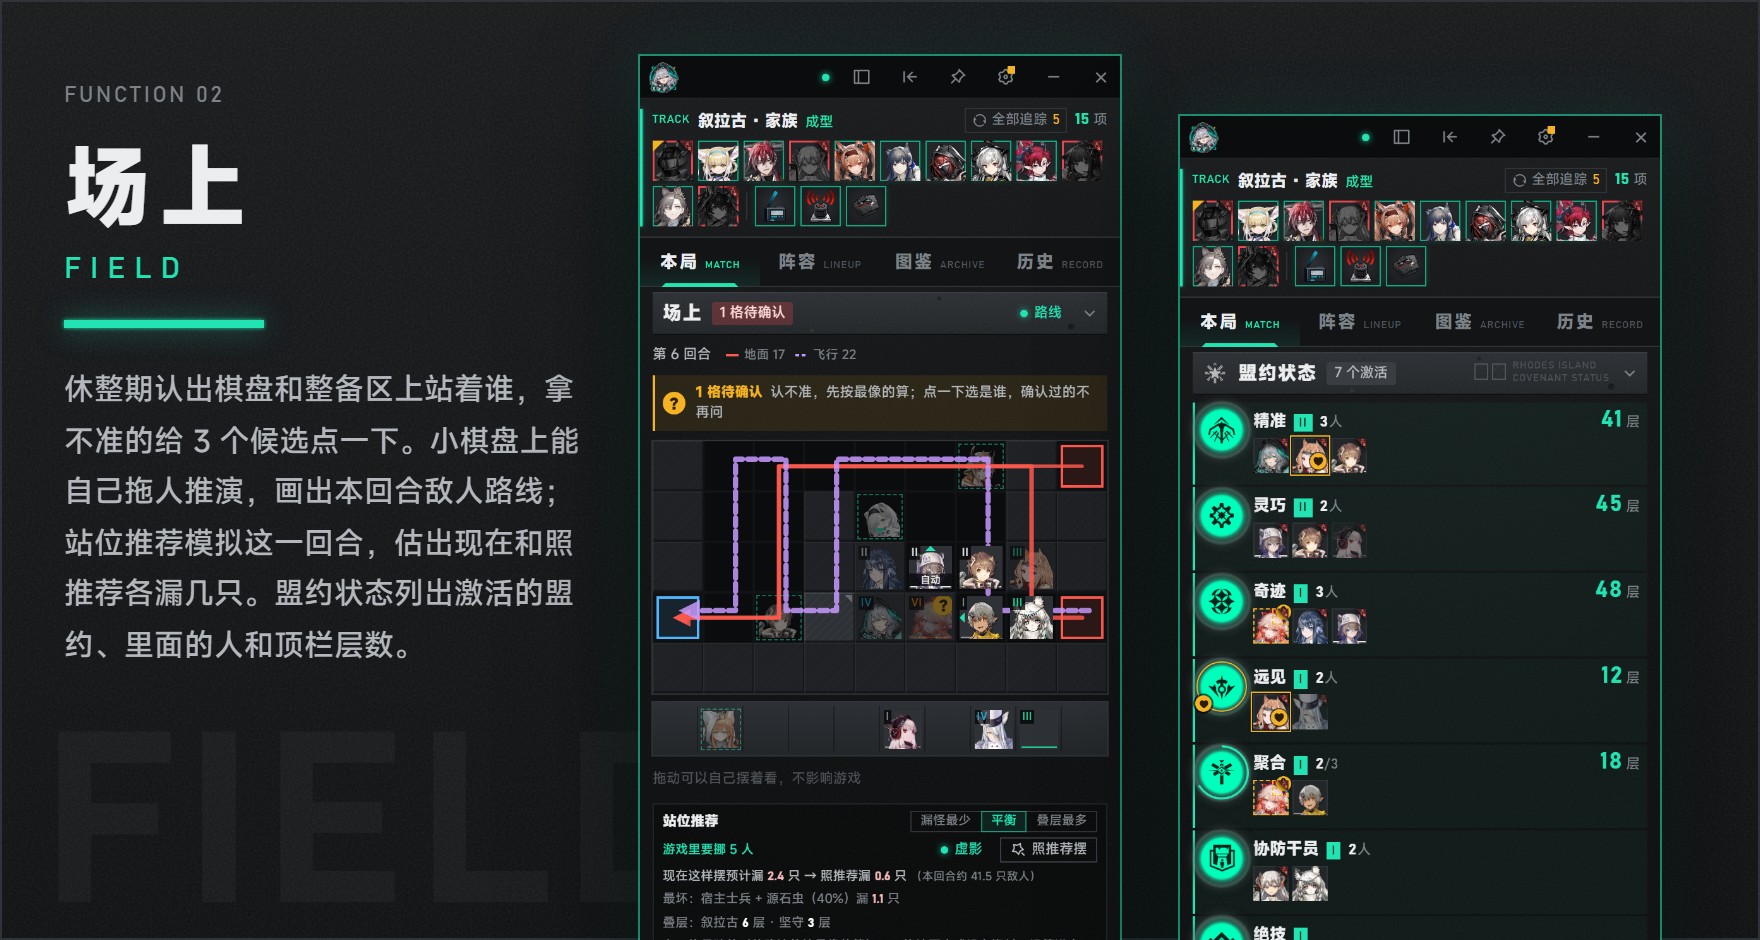 FUNCTION 02
场上
FIELD
休整期认出棋盘和整备区上站着谁，拿
不准的给 3 个候选点一下。小棋盘上能
自己拖人推演，画出本回合敌人路线；
站位推荐模拟这一回合，估出现在和照
推荐各漏几只。盟约状态列出激活的盟
约、里面的人和顶栏层数。
FIELD
TRACK 叙拉古·家族 成型 全部追踪 5 15 项
本局 MATCH 阵容 LINEUP 图鉴 ARCHIVE 历史 RECORD
场上 1 格待确认 路线
第 6 回合 地面 17 飞行 22
? 1 格待确认 认不准，先按最像的算；点一下选是谁，确认过的不
再问
II II 自动 II III
IV VI ? I III
I IV III
拖动可以自己摆着看，不影响游戏
站位推荐 漏怪最少 平衡 叠层最多
游戏里要挪 5 人 虚影 照推荐摆
现在这样摆预计漏 2.4 只 → 照推荐漏 0.6 只 （本回合约 41.5 只敌人）
最坏：宿主士兵 + 源石虫（40%）漏 1.1 只
叠层：叙拉古 6 层 · 坚守 3 层
TRACK 叙拉古·家族 成型 全部追踪 5 15 项
本局 MATCH 阵容 LINEUP 图鉴 ARCHIVE 历史 RECORD
盟约状态 7 个激活 RHODES ISLAND
COVENANT STATUS
精准 II 3人 41 层
灵巧 II 2人 45 层
奇迹 I 3人 48 层
远见 I 2人 12 层
聚合 I 2/3 18 层
协防干员 I 2人
绝技 I